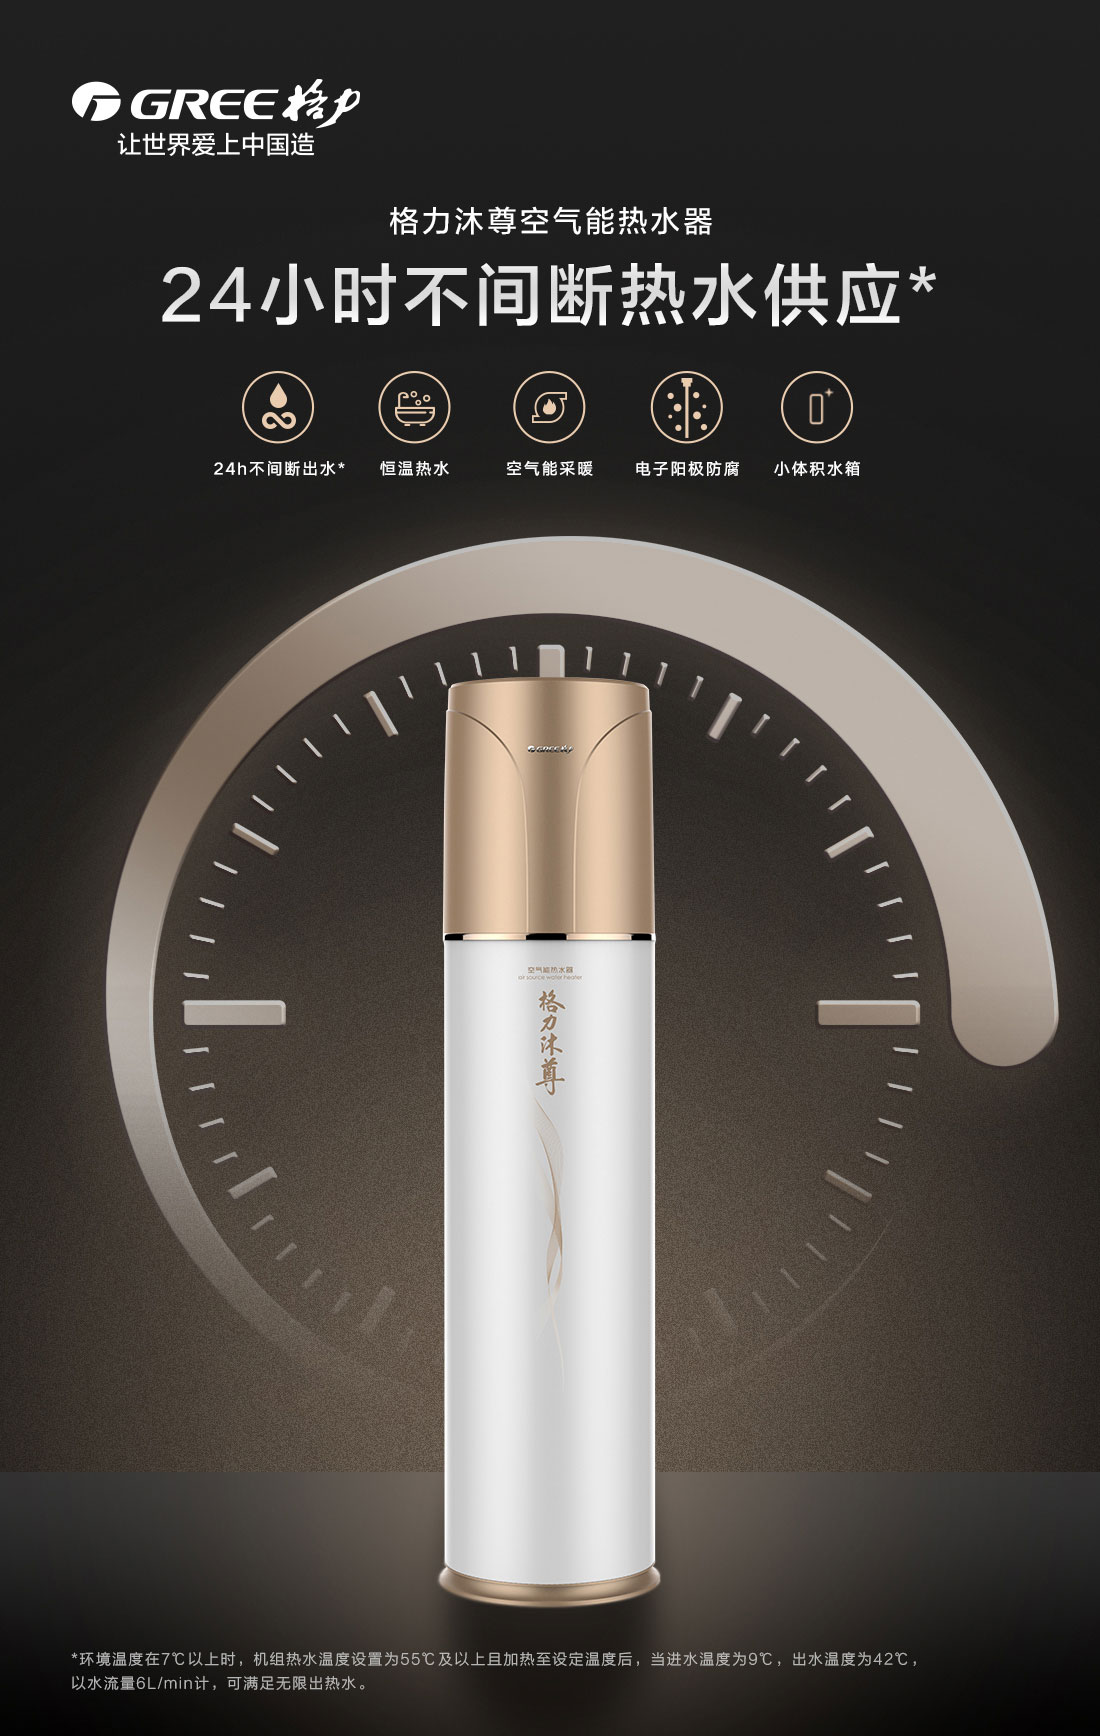 GREE格力
让世界爱上中国造
格力沐尊空气能热水器
24小时不间断热水供应*
24h不间断出水*
恒温热水
空气能采暖
电子阳极防腐
小体积水箱
GREE格力
空气能热水器
air source water heater
格力沐尊
*环境温度在7℃以上时，机组热水温度设置为55℃及以上且加热至设定温度后，当进水温度为9℃，出水温度为42℃，
以水流量6L/min计，可满足无限出热水。